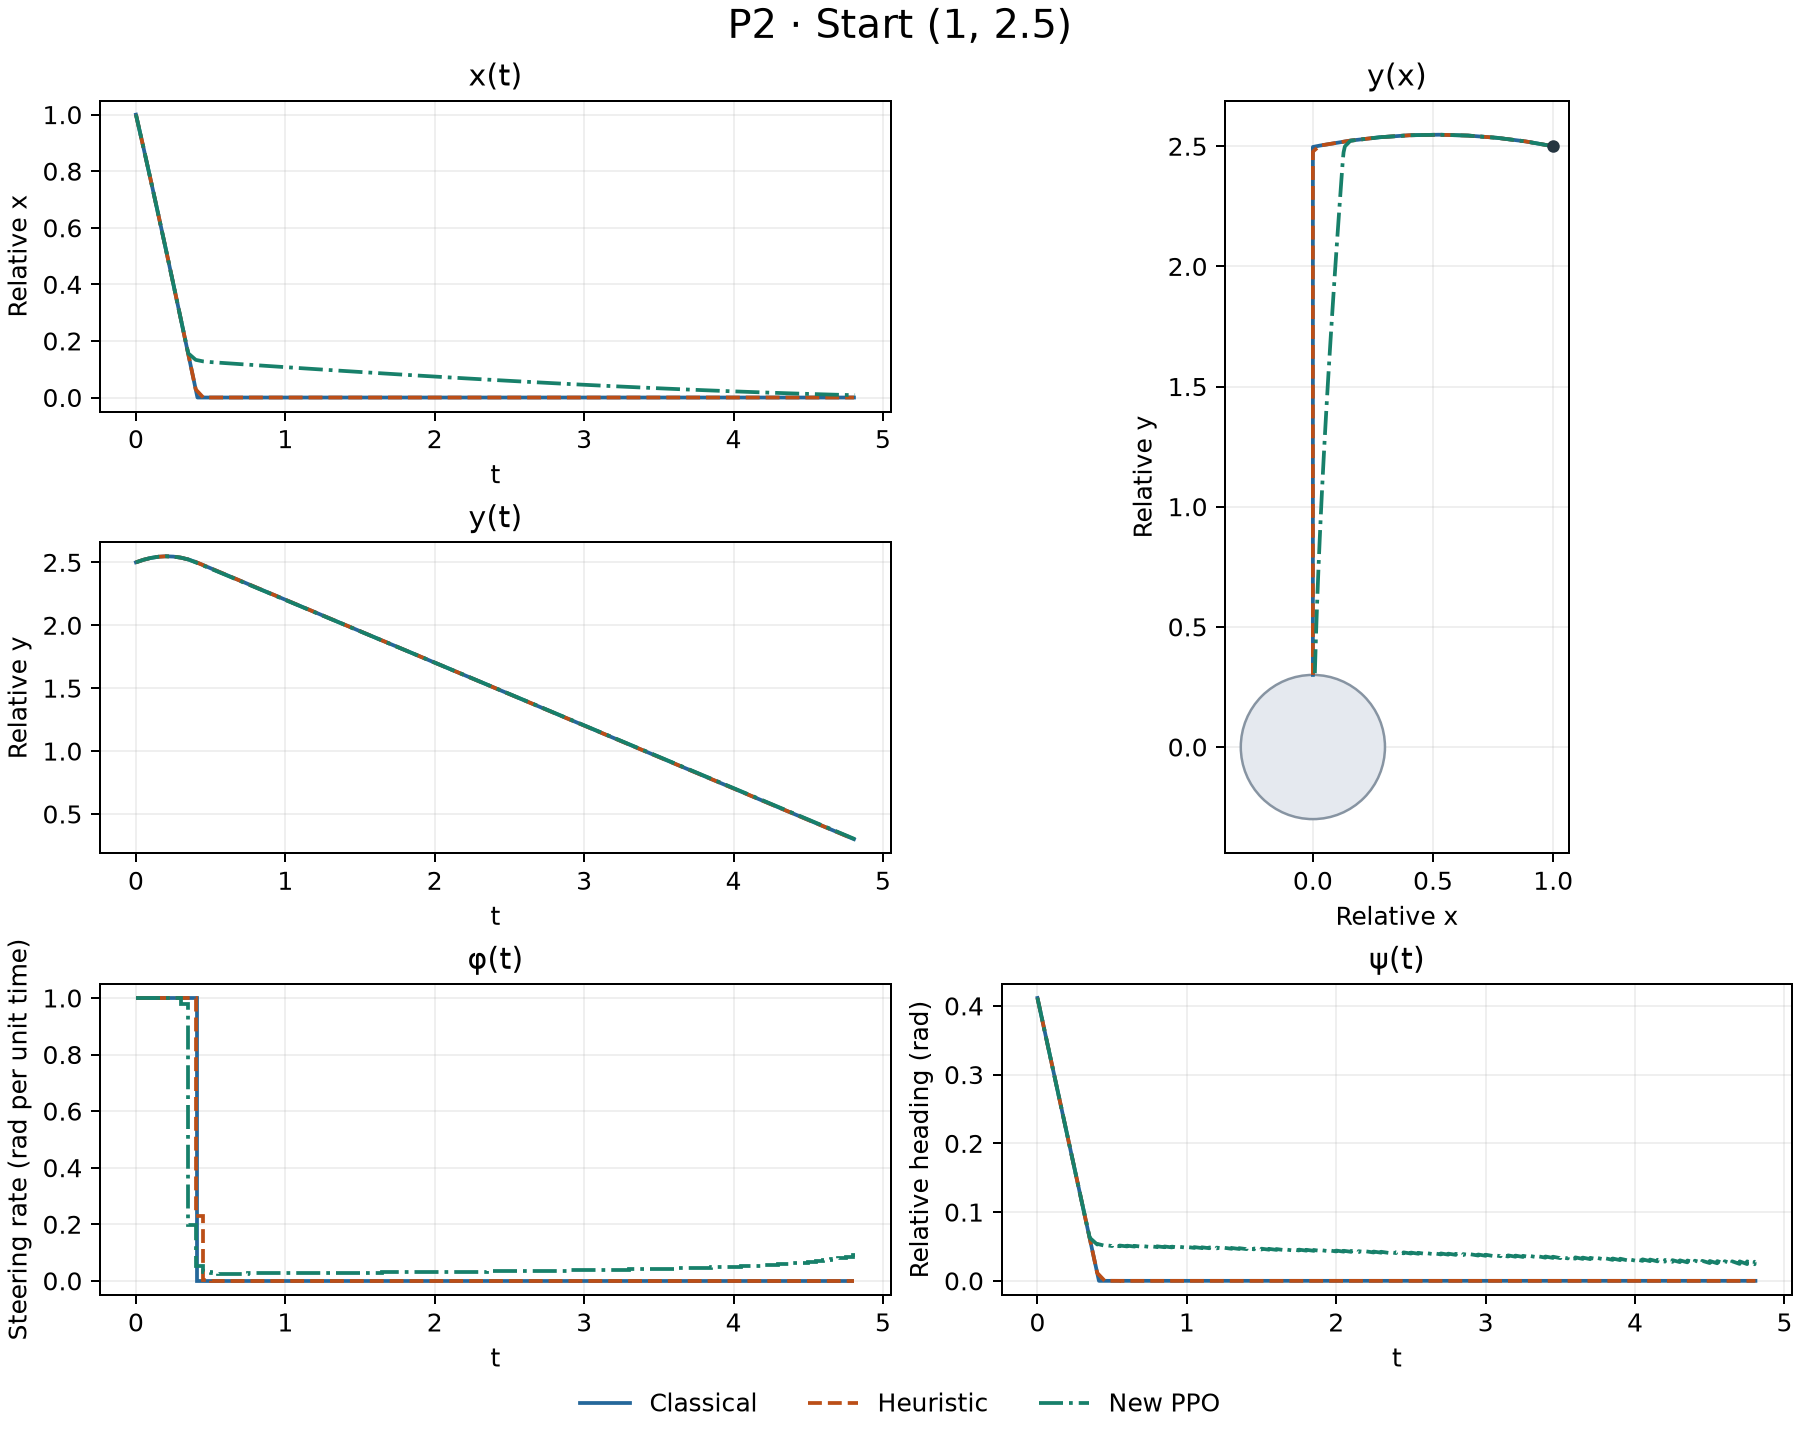 P2 · Start (1, 2.5)
x(t)
1.0
0.8
0.6
0.4
0.2
0.0
Relative x
0 1 2 3 4 5
t
y(x)
2.5
2.0
1.5
1.0
0.5
0.0
Relative y
0.0 0.5 1.0
Relative x
y(t)
2.5
2.0
1.5
1.0
0.5
Relative y
0 1 2 3 4 5
t
φ(t)
1.0
0.8
0.6
0.4
0.2
0.0
Steering rate (rad per unit time)
0 1 2 3 4 5
t
ψ(t)
0.4
0.3
0.2
0.1
0.0
Relative heading (rad)
0 1 2 3 4 5
t
Classical Heuristic New PPO